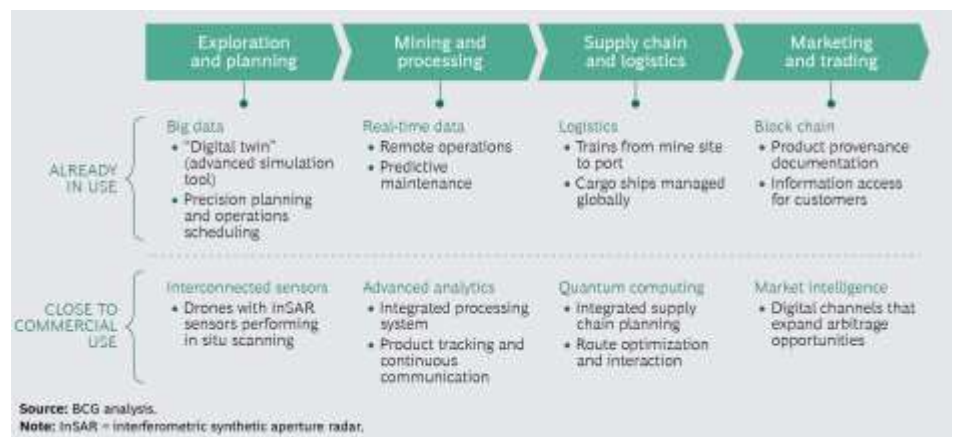 Exploration
and planning
Mining and
processing
Supply chain
and logistics
Marketing
and trading
ALREADY
IN USE
Big data
• "Digital twin"
(advanced simulation
tool)
• Precision planning
and operations
scheduling
Real-time data
• Remote operations
• Predictive
maintenance
Logistics
• Trains from mine site
to port
• Cargo ships managed
globally
Block chain
• Product provenance
documentation
• Information access
for customers
CLOSE TO
COMMERCIAL
USE
Interconnected sensors
• Drones with InSAR
sensors performing
in situ scanning
Advanced analytics
• Integrated processing
system
• Product tracking and
continuous
communication
Quantum computing
• Integrated supply
chain planning
• Route optimization
and interaction
Market intelligence
• Digital channels that
expand arbitrage
opportunities
Source: BCG analysis.
Note: InSAR = interferometric synthetic aperture radar.